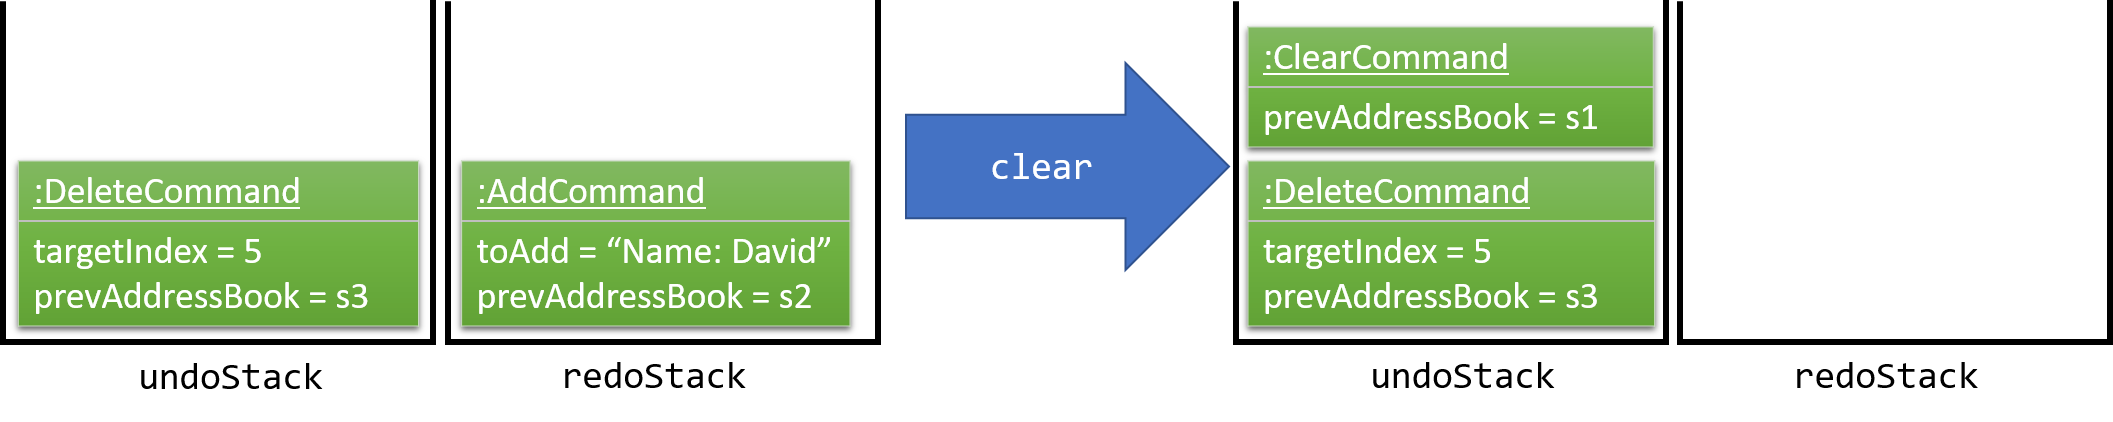 :DeleteCommand
targetIndex = 5
prevAddressBook = s3
undoStack
:AddCommand
toAdd = “Name: David”
prevAddressBook = s2
redoStack
clear
:ClearCommand
prevAddressBook = s1
:DeleteCommand
targetIndex = 5
prevAddressBook = s3
undoStack
redoStack